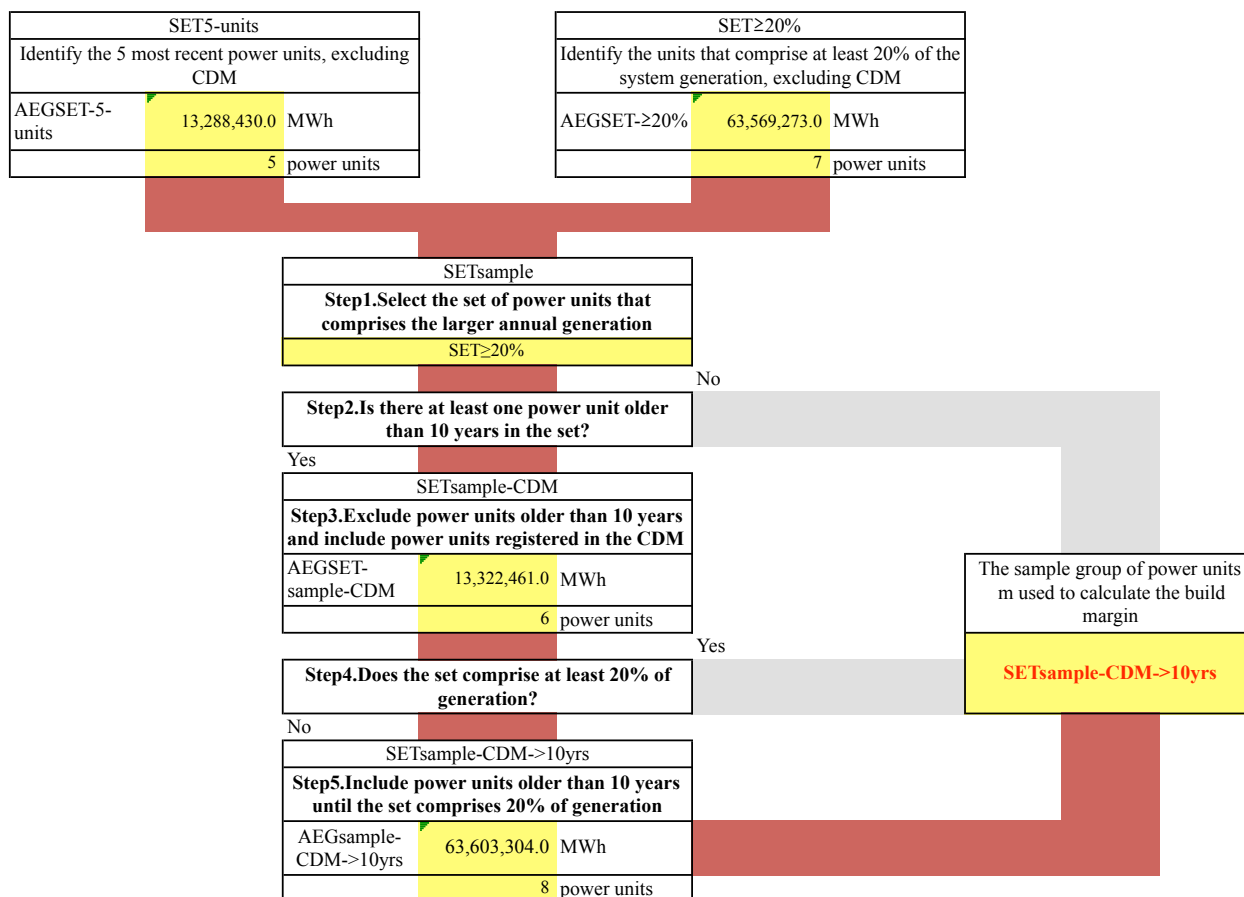 SET5-units
Identify the 5 most recent power units, excluding
CDM
AEGSET-5-
units
13,288,430.0 MWh
5 power units
SET≥20%
Identify the units that comprise at least 20% of the
system generation, excluding CDM
AEGSET-≥20% 63,569,273.0 MWh
7 power units
SETsample
Step1.Select the set of power units that
comprises the larger annual generation
SET≥20%
No
Step2.Is there at least one power unit older
than 10 years in the set?
Yes
SETsample-CDM
Step3.Exclude power units older than 10 years
and include power units registered in the CDM
AEGSET-
sample-CDM
13,322,461.0 MWh
6 power units
The sample group of power units
m used to calculate the build
margin
SETsample-CDM->10yrs
Yes
Step4.Does the set comprise at least 20% of
generation?
No
SETsample-CDM->10yrs
Step5.Include power units older than 10 years
until the set comprises 20% of generation
AEGsample-
CDM->10yrs
63,603,304.0 MWh
8 power units